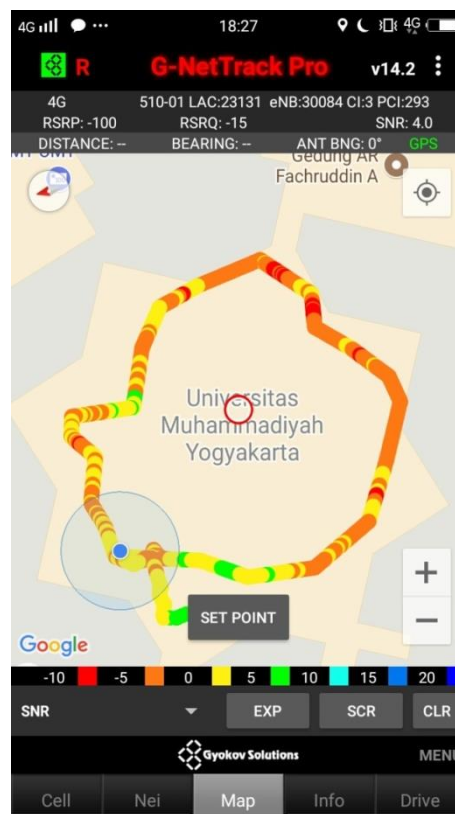 4G 18:27 4G
R G-NetTrack Pro v14.2
4G 510-01 LAC:23131 eNB:30084 CI:3 PCI:293
RSRP: -100 RSRQ: -15 SNR: 4.0
DISTANCE: -- BEARING: -- ANT BNG: 0° GPS
Gedung AR
Fachruddin A
Universitas
Muhammadiyah
Yogyakarta
SET POINT
Google
-10 -5 0 5 10 15 20
SNR EXP SCR CLR
Gyokov Solutions MENU
Cell Nei Map Info Drive